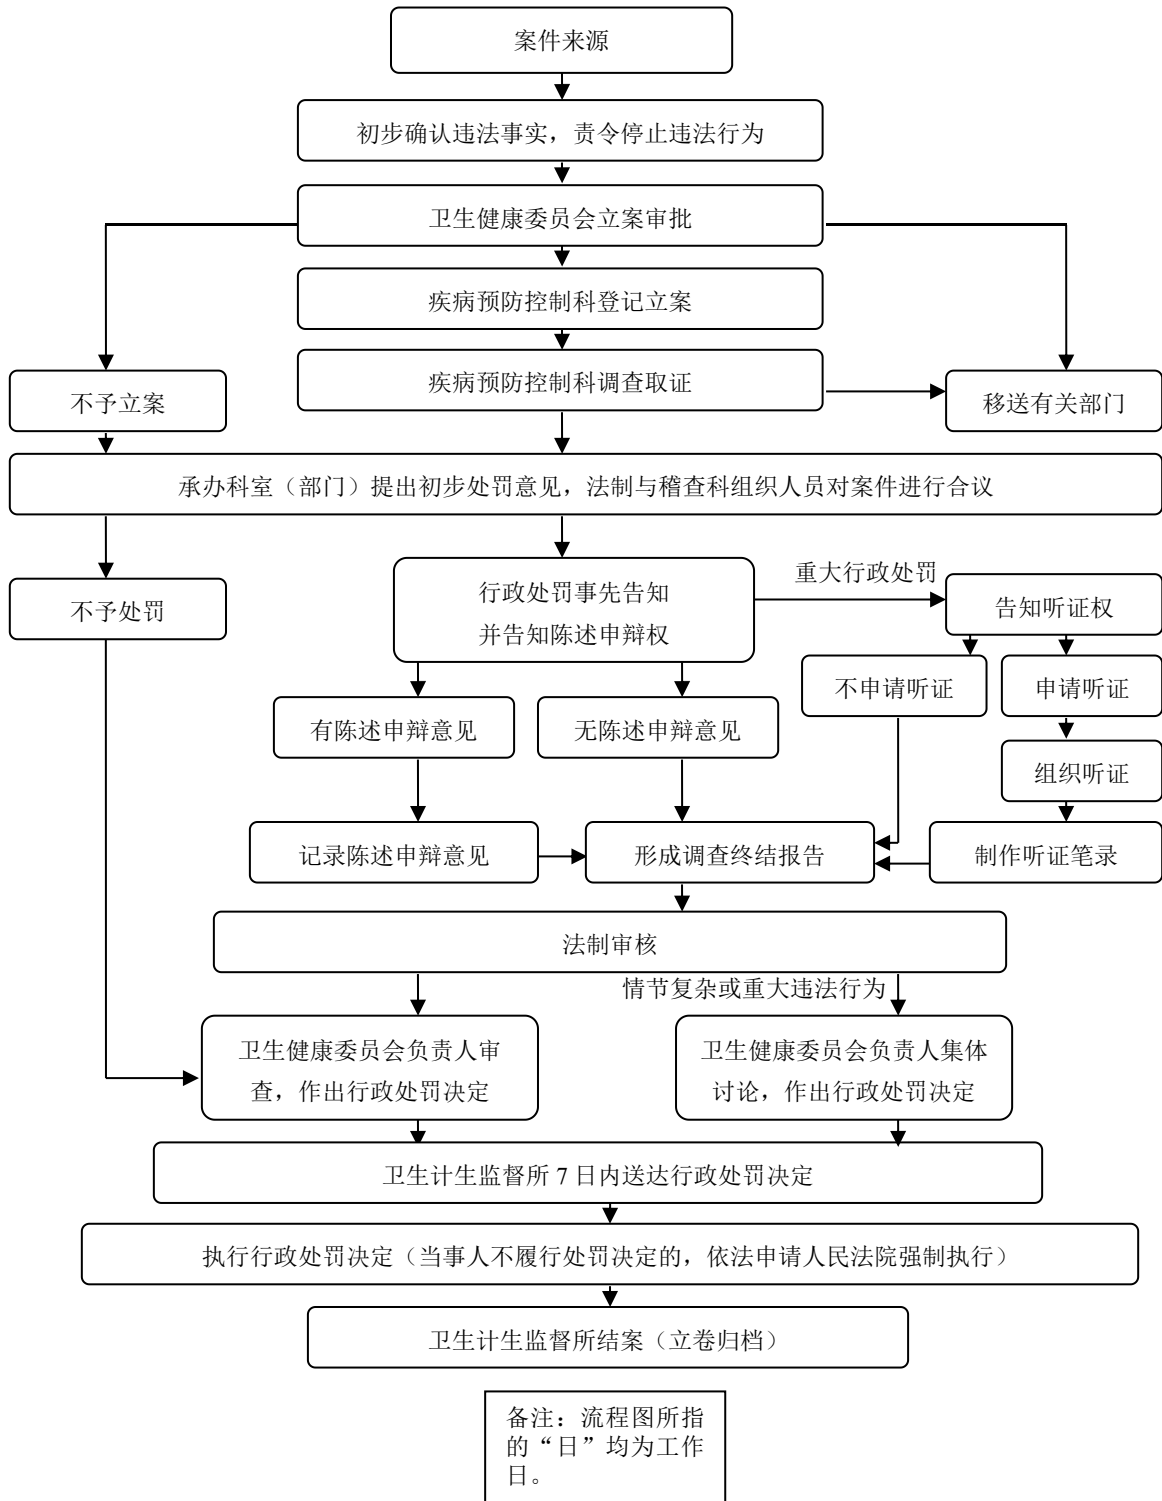 案件来源
初步确认违法事实，责令停止违法行为
卫生健康委员会立案审批
疾病预防控制科登记立案
疾病预防控制科调查取证
不予立案
移送有关部门
承办科室（部门）提出初步处罚意见，法制与稽查科组织人员对案件进行合议
不予处罚
行政处罚事先告知
并告知陈述申辩权
重大行政处罚
告知听证权
不申请听证
申请听证
有陈述申辩意见
无陈述申辩意见
组织听证
记录陈述申辩意见
形成调查终结报告
制作听证笔录
法制审核
情节复杂或重大违法行为
卫生健康委员会负责人审
查，作出行政处罚决定
卫生健康委员会负责人集体
讨论，作出行政处罚决定
卫生计生监督所 7 日内送达行政处罚决定
执行行政处罚决定（当事人不履行处罚决定的，依法申请人民法院强制执行）
卫生计生监督所结案（立卷归档）
备注：流程图所指
的“日”均为工作
日。